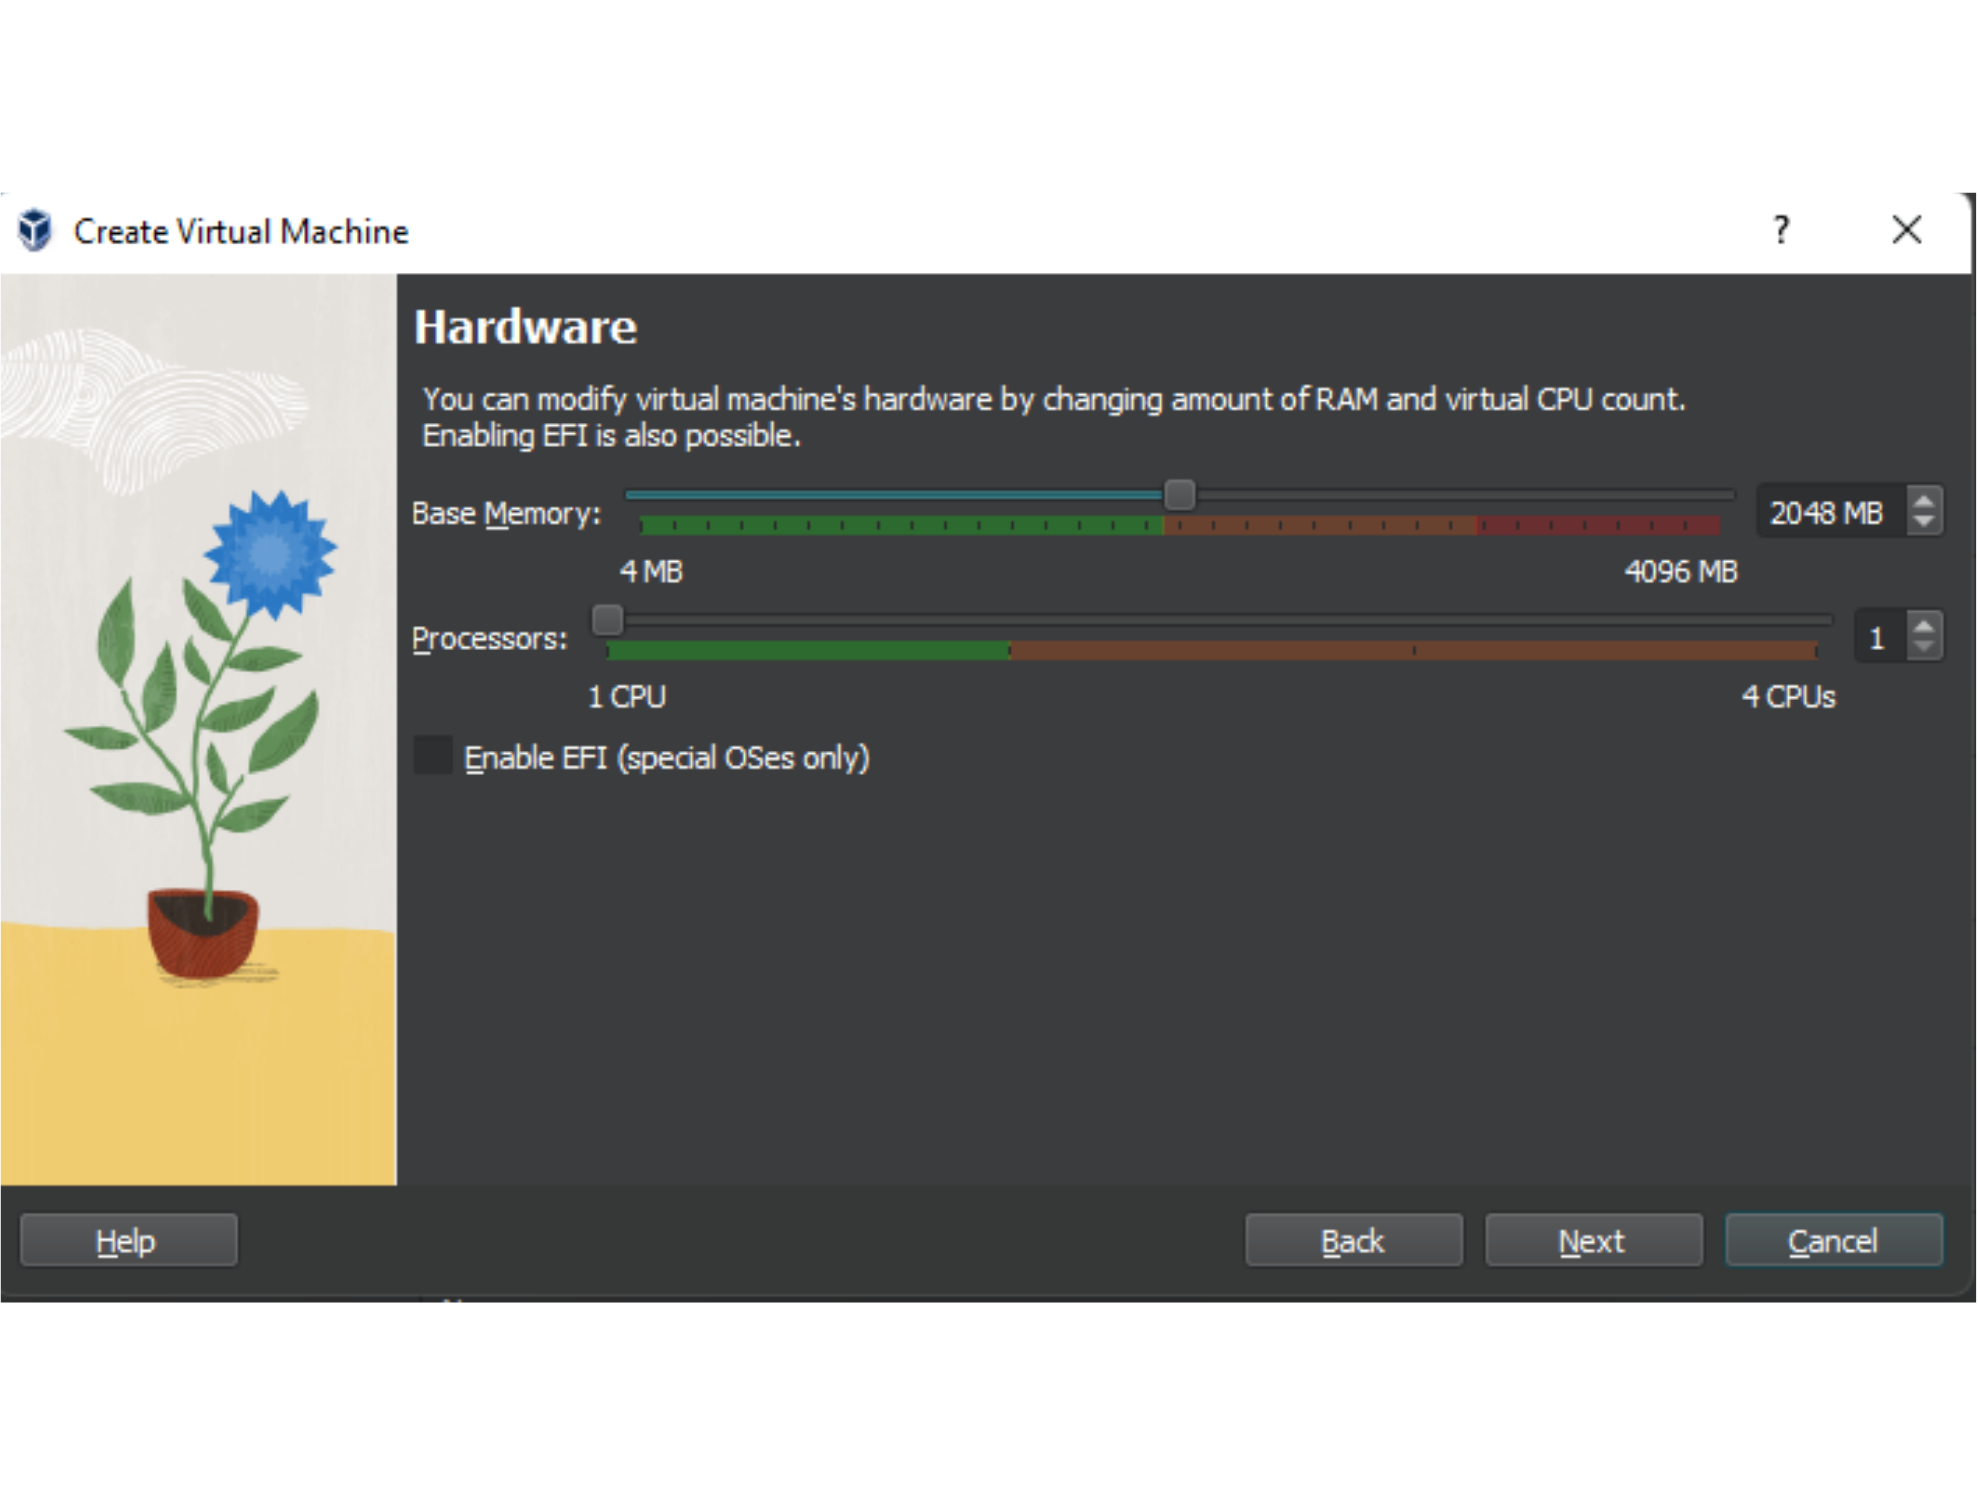 Create Virtual Machine
?
Hardware
You can modify virtual machine's hardware by changing amount of RAM and virtual CPU count.
Enabling EFI is also possible.
Base Memory:
2048 MB
4 MB
4096 MB
Processors:
1
1 CPU
4 CPUs
Enable EFI (special OSes only)
Help
Back
Next
Cancel